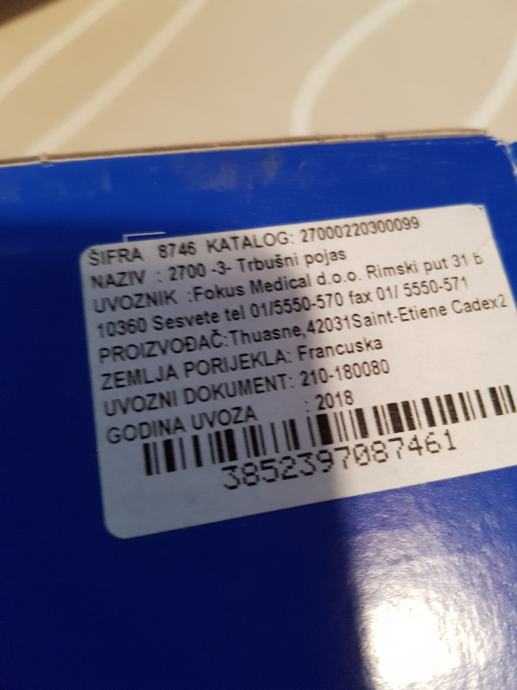 ŠIFRA 8746 KATALOG: 27000220300099
NAZIV : 2700 -3- Trbušni pojas
UVOZNIK :Fokus Medical d.o.o. Rimski put 31 b
10360 Sesvete tel 01/5550-570 fax 01/ 5550-571
PROIZVOĐAČ:Thuasne,42031Saint-Etiene Cadex2
ZEMLJA PORIJEKLA: Francuska
UVOZNI DOKUMENT: 210-180080
GODINA UVOZA : 2018
3852397087461